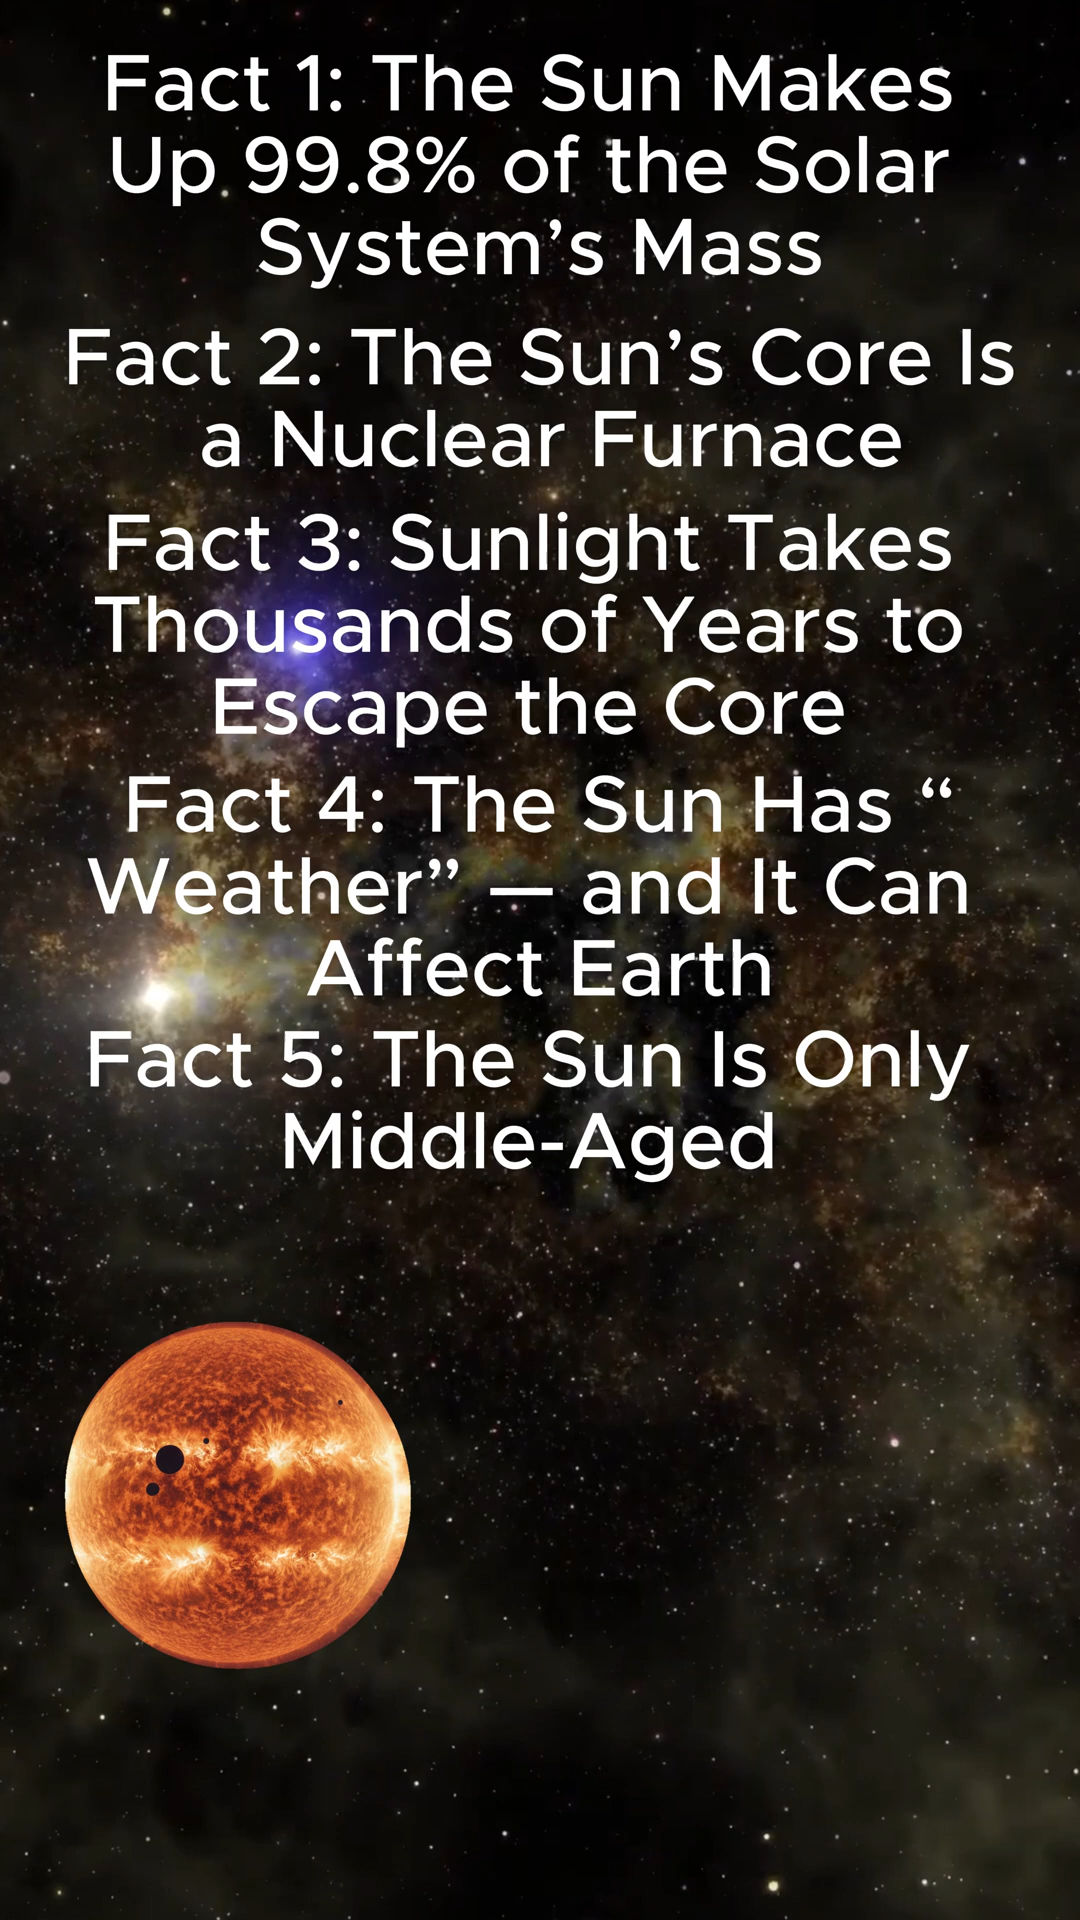 Fact 1: The Sun Makes
Up 99.8% of the Solar
System’s Mass
Fact 2: The Sun’s Core Is
a Nuclear Furnace
Fact 3: Sunlight Takes
Thousands of Years to
Escape the Core
Fact 4: The Sun Has “
Weather” — and It Can
Affect Earth
Fact 5: The Sun Is Only
Middle-Aged